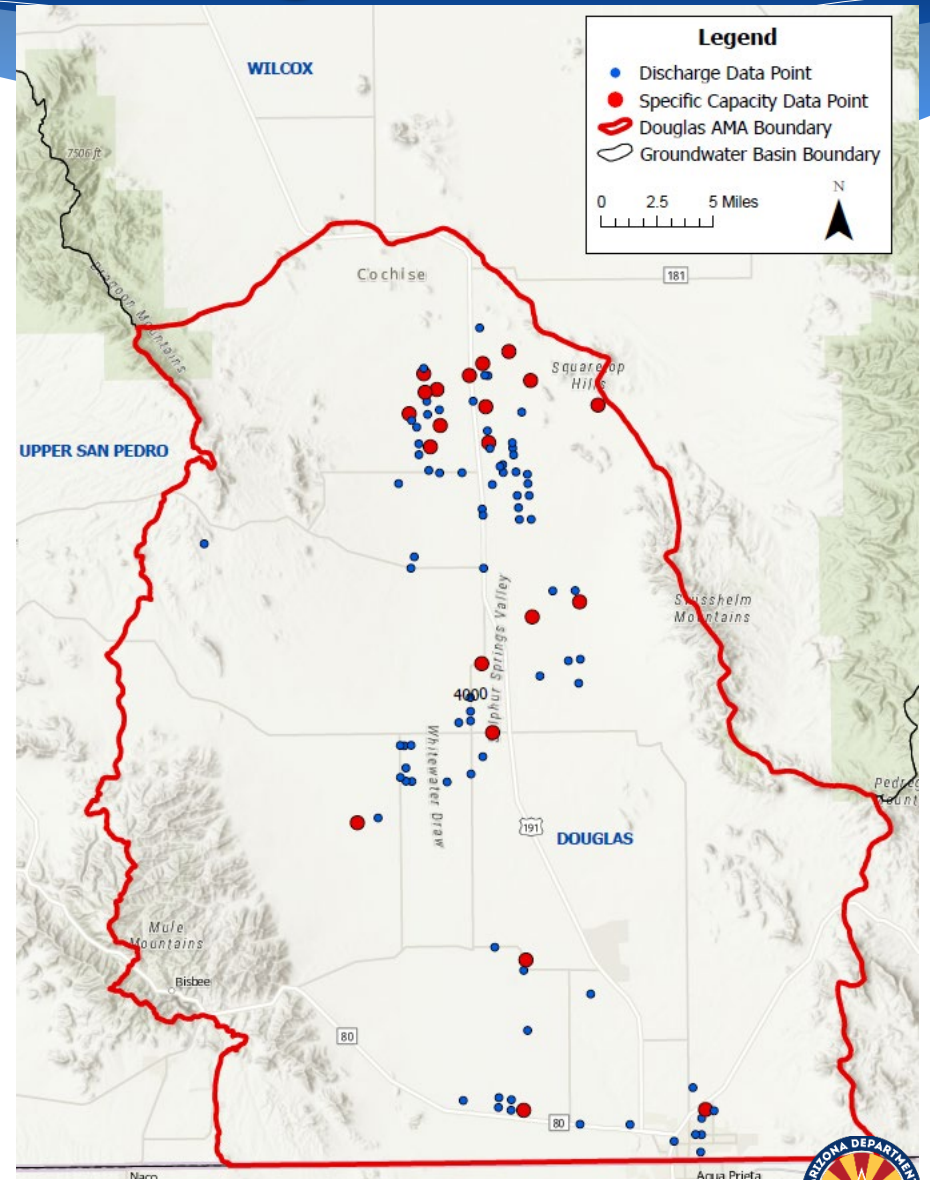 Legend
Discharge Data Point
Specific Capacity Data Point
Douglas AMA Boundary
Groundwater Basin Boundary
0 2.5 5 Miles
N
WILCOX
7506 ft
Dragoon Mountains
Cochise
181
Squaretop
Hills
UPPER SAN PEDRO
Sulphur Springs Valley
Mountains
4000
Whitewater Draw
191
DOUGLAS
Mule
Mountains
Bisbee
80
80
Naco
Agua Prieta
ARIZONA DEPARTM